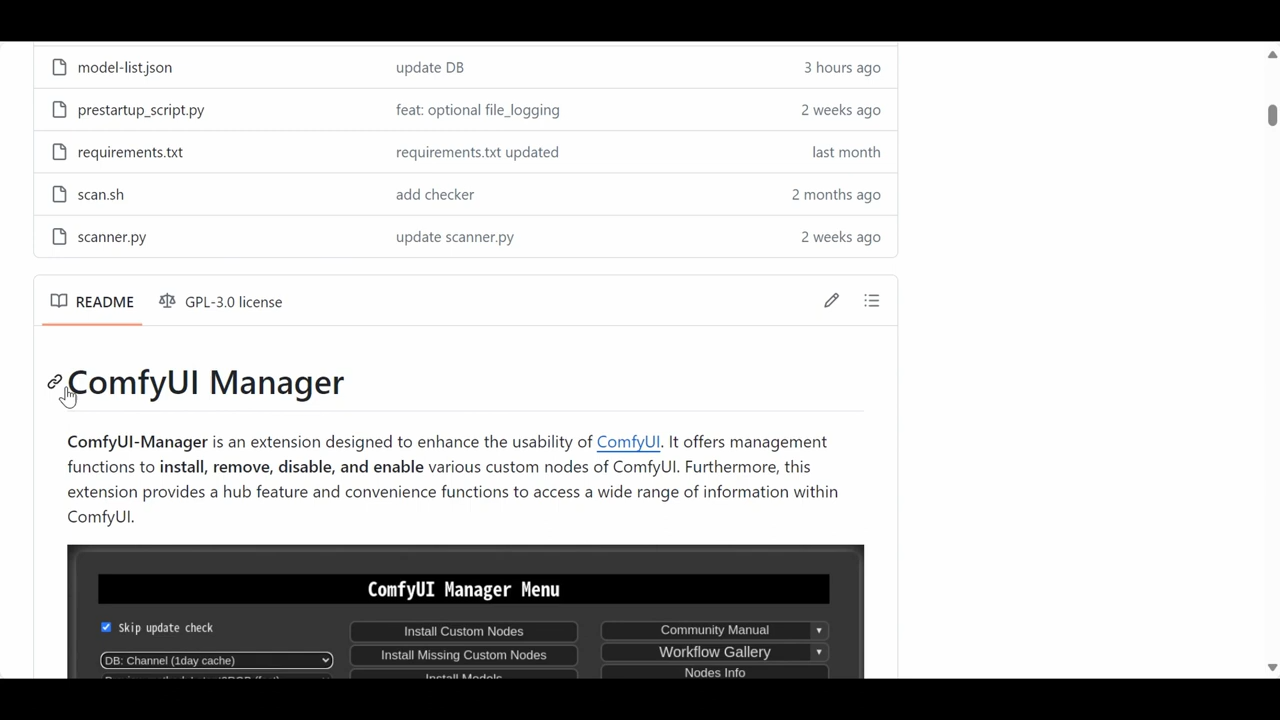 model-list.json update DB 3 hours ago
prestartup_script.py feat: optional file_logging 2 weeks ago
requirements.txt requirements.txt updated last month
scan.sh add checker 2 months ago
scanner.py update scanner.py 2 weeks ago
README GPL-3.0 license
ComfyUI Manager
ComfyUI-Manager is an extension designed to enhance the usability of ComfyUI. It offers management
functions to install, remove, disable, and enable various custom nodes of ComfyUI. Furthermore, this
extension provides a hub feature and convenience functions to access a wide range of information within
ComfyUI.
ComfyUI Manager Menu
Skip update check Install Custom Nodes Community Manual
DB: Channel (1day cache) Install Missing Custom Nodes Workflow Gallery
Install Models Nodes Info